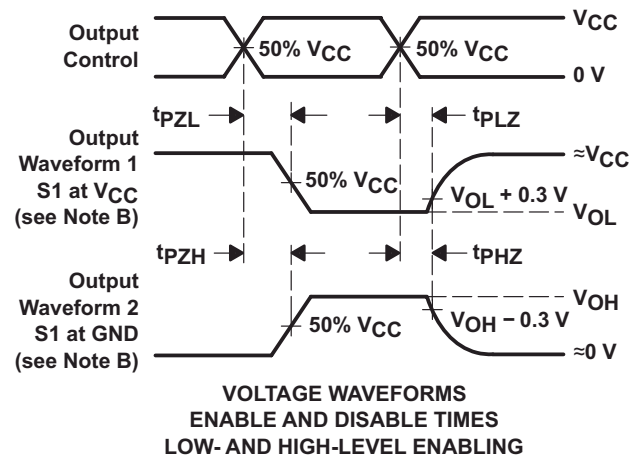 Output
Control
50% VCC
50% VCC
VCC
0 V
tPZL
tPLZ
Output
Waveform 1
S1 at VCC
(see Note B)
50% VCC
≈VCC
VOL + 0.3 V
VOL
tPZH
tPHZ
Output
Waveform 2
S1 at GND
(see Note B)
50% VCC
VOH
VOH − 0.3 V
≈0 V
VOLTAGE WAVEFORMS
ENABLE AND DISABLE TIMES
LOW- AND HIGH-LEVEL ENABLING